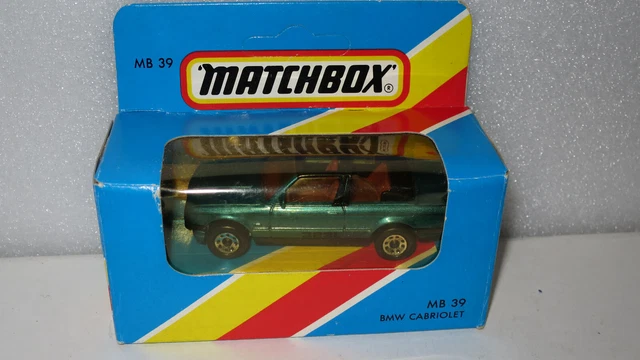 MB 39
"MATCHBOX"®
MB 39
BMW CABRIOLET